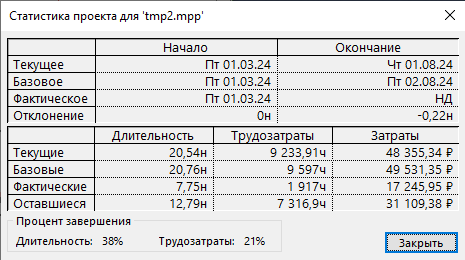 Статистика проекта для 'tmp2.mpp'
Начало Окончание
Текущее Пт 01.03.24 Чт 01.08.24
Базовое Пт 01.03.24 Пт 02.08.24
Фактическое Пт 01.03.24 НД
Отклонение 0н -0,22н
Длительность Трудозатраты Затраты
Текущие 20,54н 9 233,91ч 48 355,34 ₽
Базовые 20,76н 9 597ч 49 531,35 ₽
Фактические 7,75н 1 917ч 17 245,95 ₽
Оставшиеся 12,79н 7 316,9ч 31 109,38 ₽
Процент завершения
Длительность: 38% Трудозатраты: 21%
Закрыть